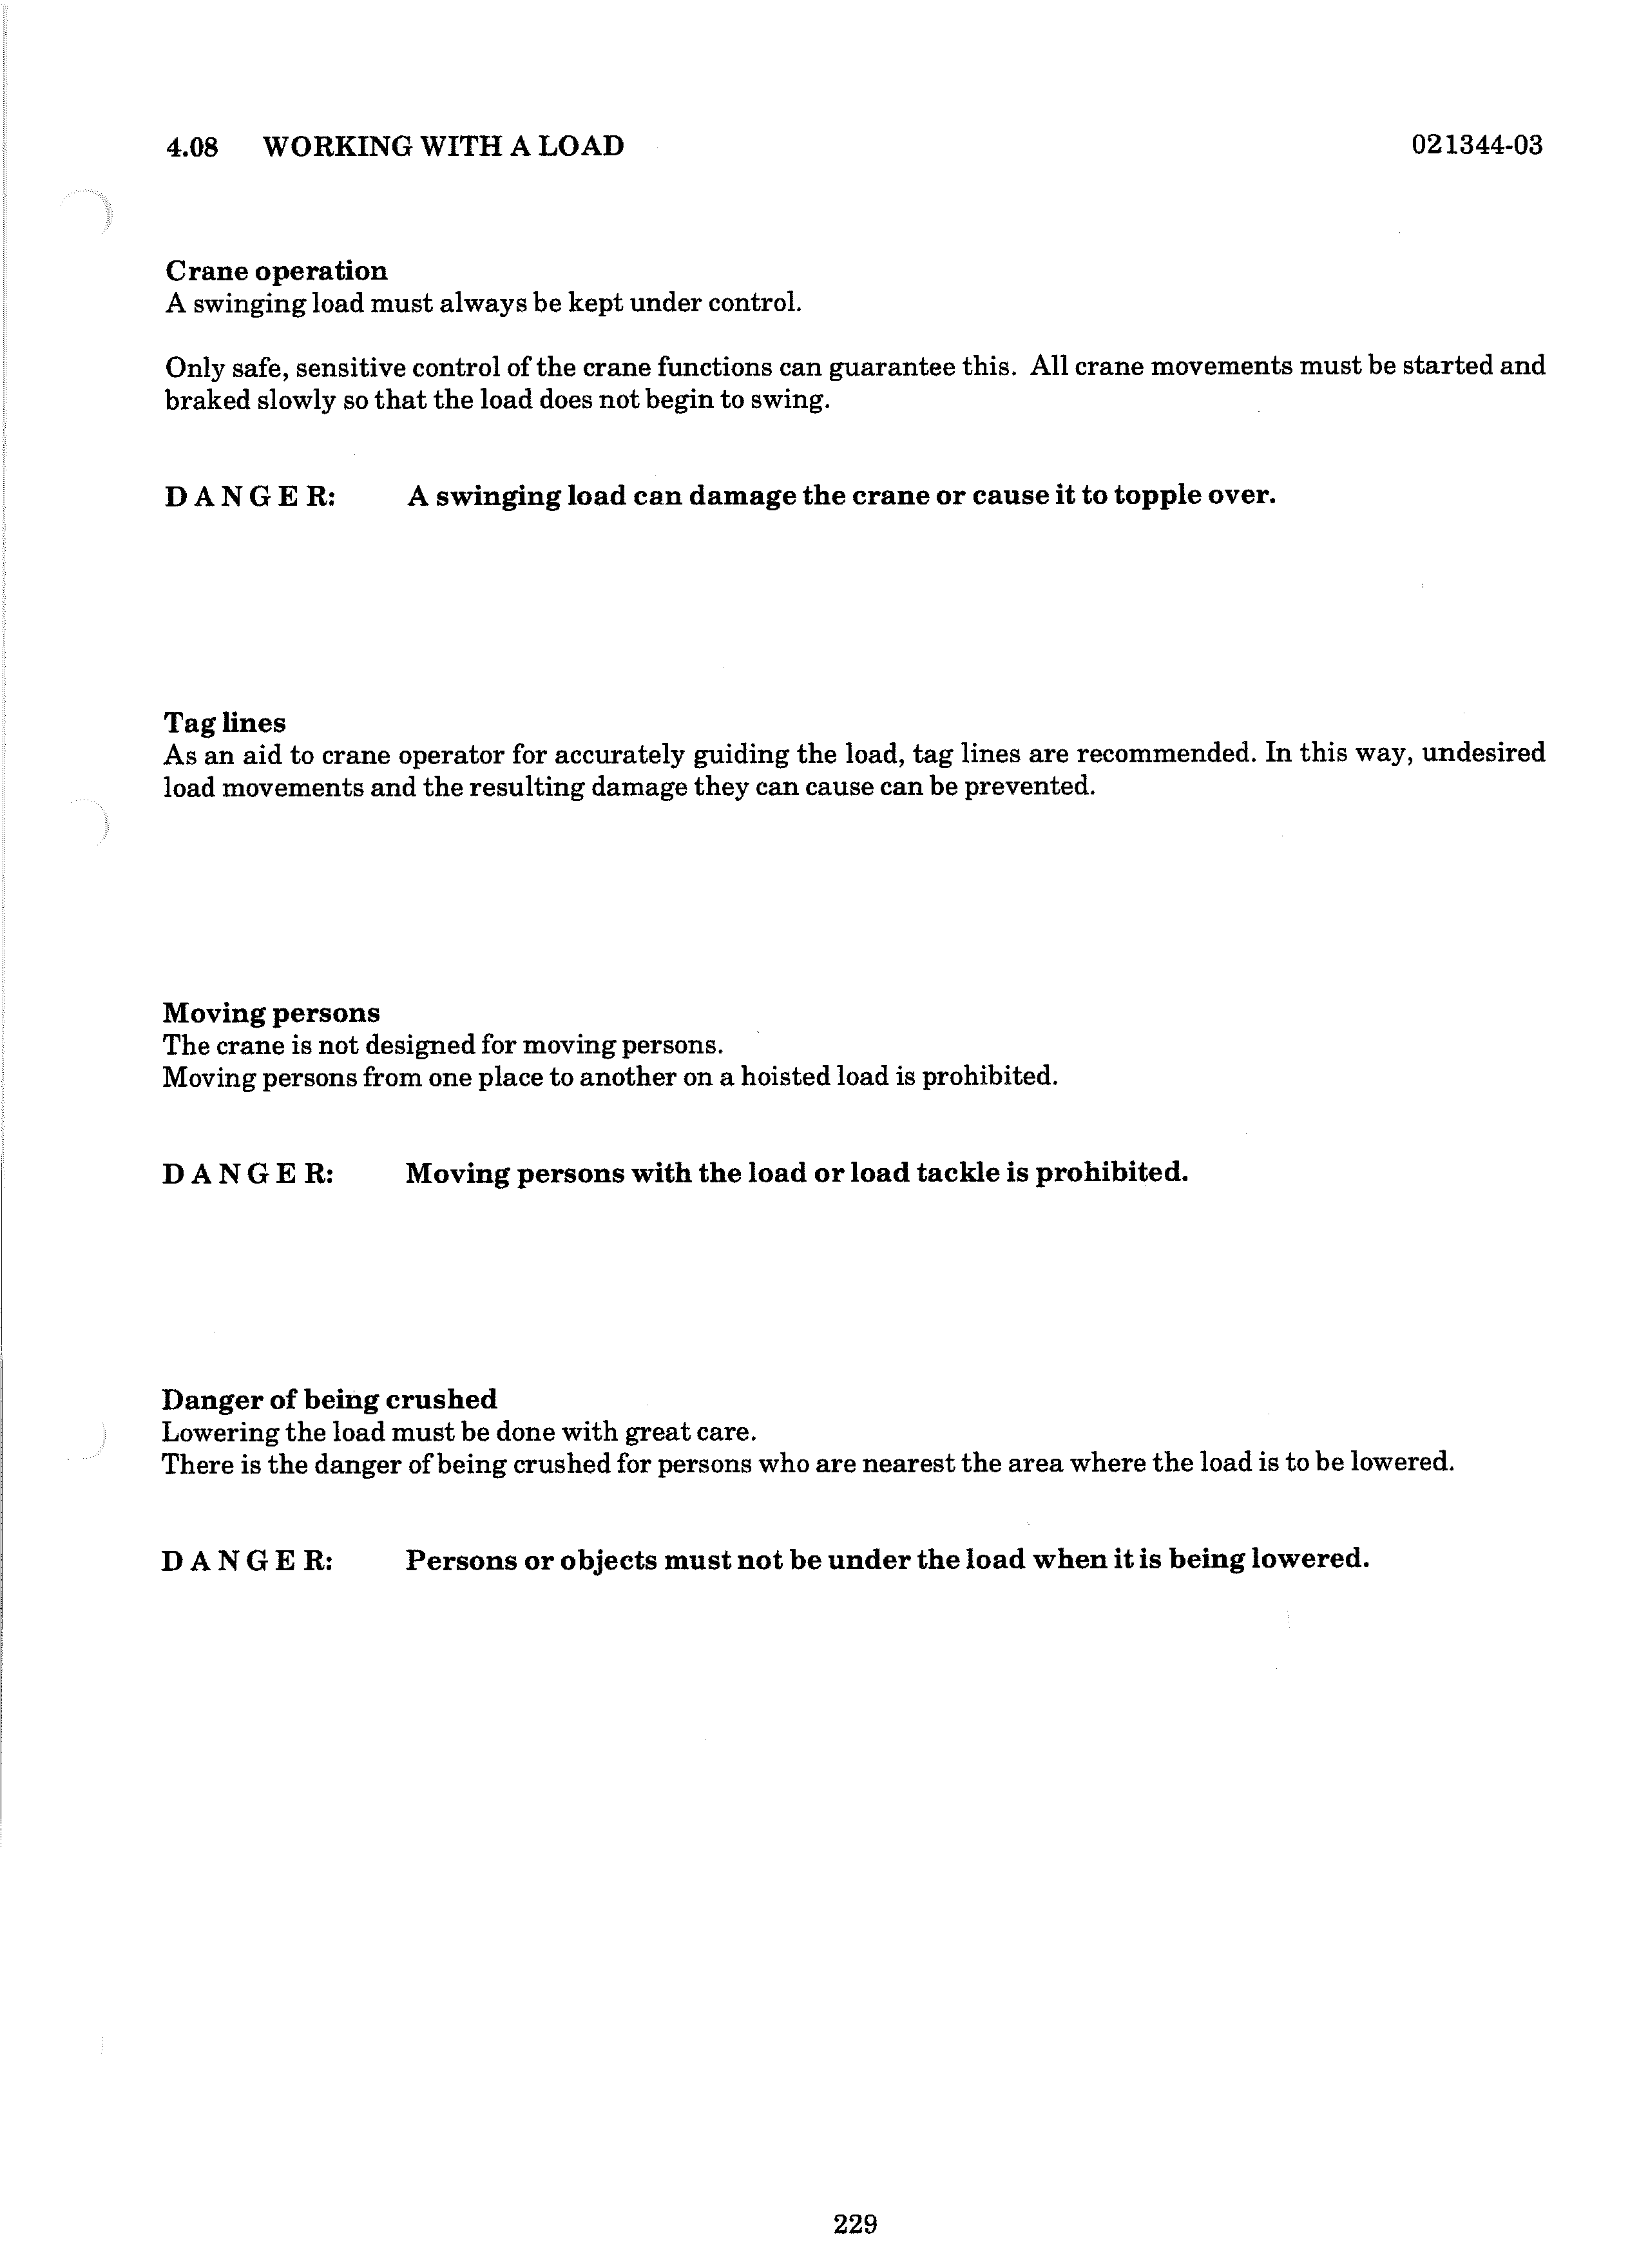 4.08 WORKING WITH A LOAD 021344-03
Crane operation
A swinging load must always be kept under control.
Only safe, sensitive control of the crane functions can guarantee this. All crane movements must be started and
braked slowly so that the load does not begin to swing.
D A N G E R: A swinging load can damage the crane or cause it to topple over.
Tag lines
As an aid to crane operator for accurately guiding the load, tag lines are recommended. In this way, undesired
load movements and the resulting damage they can cause can be prevented.
Moving persons
The crane is not designed for moving persons.
Moving persons from one place to another on a hoisted load is prohibited.
D A N G E R: Moving persons with the load or load tackle is prohibited.
Danger of being crushed
Lowering the load must be done with great care.
There is the danger of being crushed for persons who are nearest the area where the load is to be lowered.
D A N G E R: Persons or objects must not be under the load when it is being lowered.
229